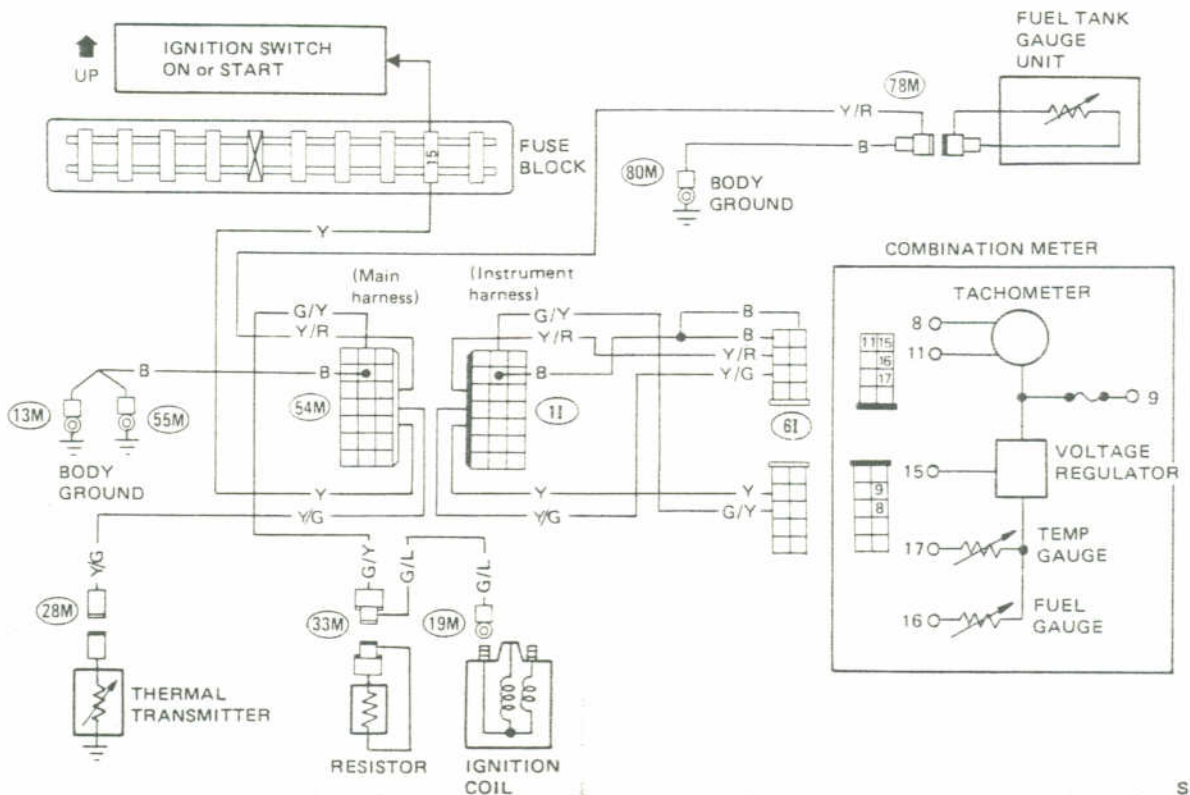 UP
IGNITION SWITCH
ON or START
FUEL TANK
GAUGE
UNIT
78M
Y/R
B
15
FUSE
BLOCK
80M
BODY
GROUND
Y
(Main
harness)
(Instrument
harness)
COMBINATION METER
TACHOMETER
G/Y
Y/R
G/Y
Y/R
B
B
Y/R
Y/G
8
11
11 15
16
17
9
B
B
B
13M
55M
54M
1I
6I
BODY
GROUND
VOLTAGE
REGULATOR
15
9
8
Y
Y/G
Y/G
Y
G/Y
17
TEMP
GAUGE
16
FUEL
GAUGE
Y/G
G/Y
G/L
G/L
28M
33M
19M
THERMAL
TRANSMITTER
RESISTOR
IGNITION
COIL
S